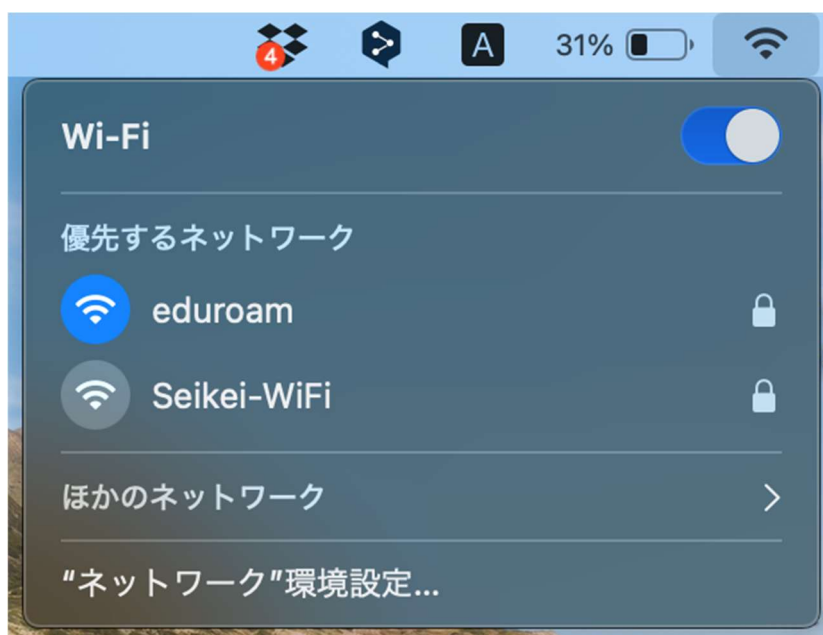 4 A 31%
Wi-Fi
優先するネットワーク
eduroam
Seikei-WiFi
ほかのネットワーク
“ネットワーク”環境設定...